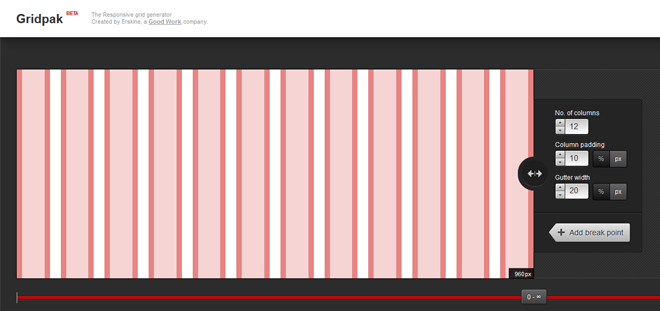 Gridpak BETA
The Responsive grid generator
Created by Erskine, a Good Work company.
No. of columns
12
Column padding
10 % px
Gutter width
20 % px
Add break point
960px
0 - ∞